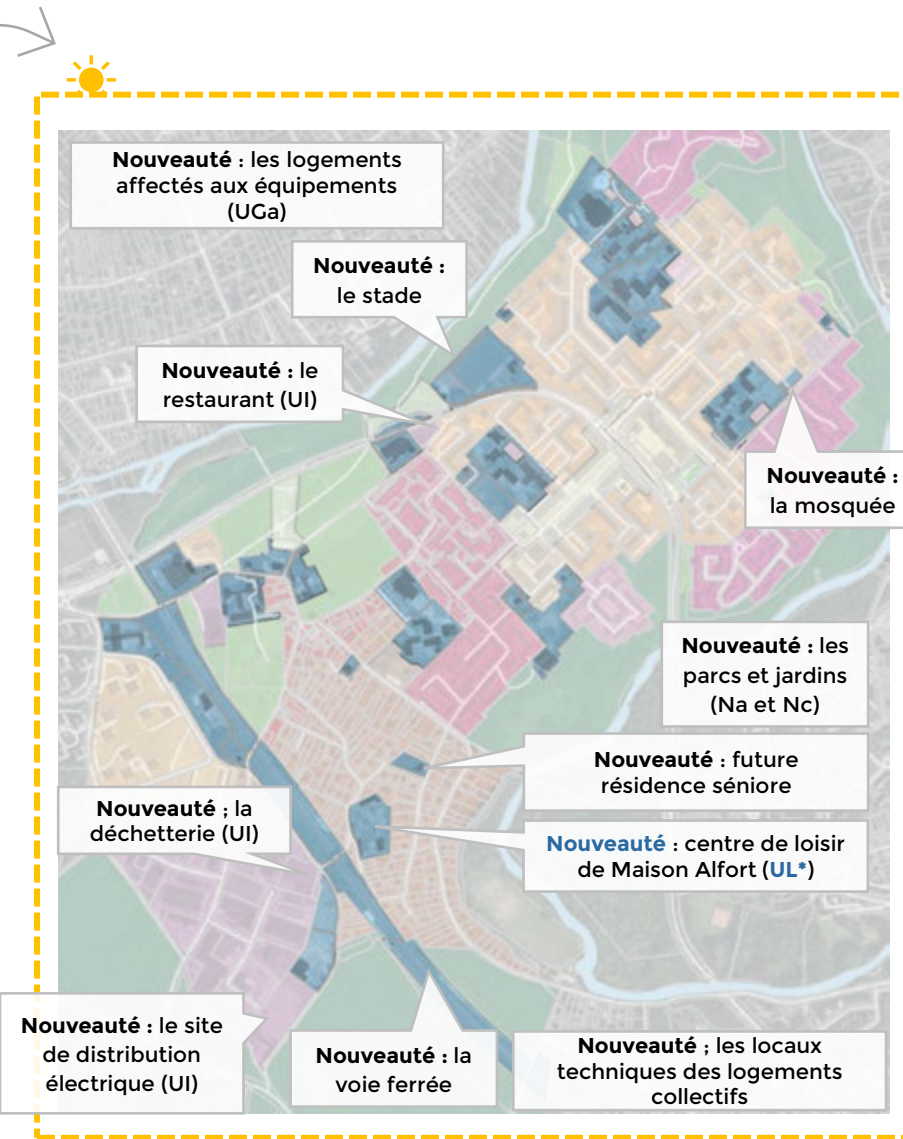 Nouveauté : les logements
affectés aux équipements
(UGa)
Nouveauté :
le stade
Nouveauté : le
restaurant (UI)
Nouveauté :
la mosquée
Nouveauté : les
parcs et jardins
(Na et Nc)
Nouveauté : future
résidence séniore
Nouveauté ; la
déchetterie (UI)
Nouveauté : centre de loisir
de Maison Alfort (UL*)
Nouveauté : le site
de distribution
électrique (UI)
Nouveauté : la
voie ferrée
Nouveauté ; les locaux
techniques des logements
collectifs